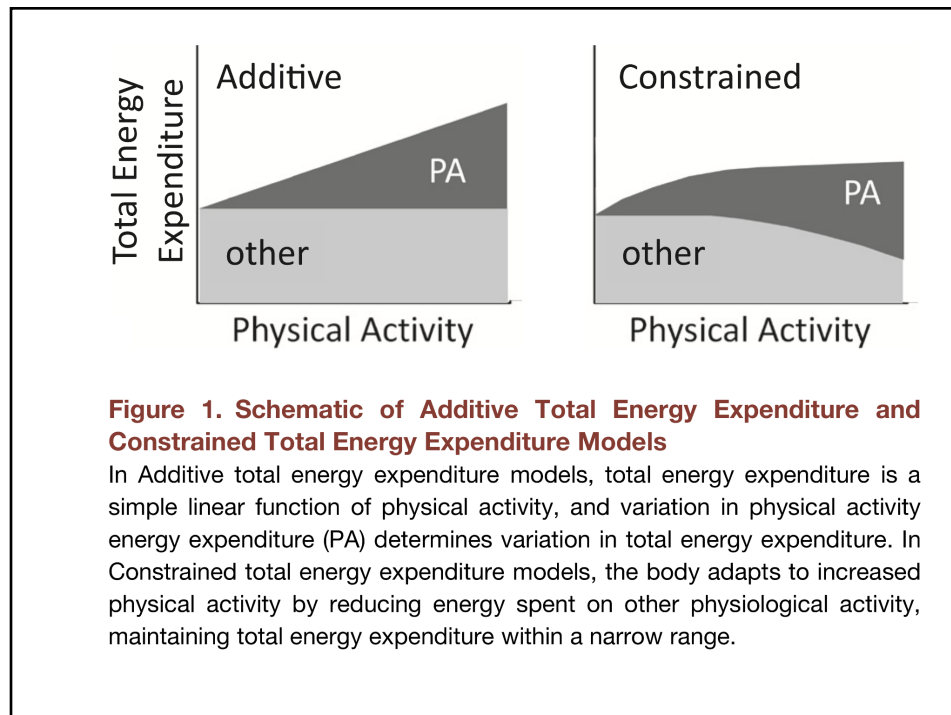 Total Energy
Expenditure
Additive
PA
other
Physical Activity
Constrained
PA
other
Physical Activity
Figure 1. Schematic of Additive Total Energy Expenditure and
Constrained Total Energy Expenditure Models
In Additive total energy expenditure models, total energy expenditure is a
simple linear function of physical activity, and variation in physical activity
energy expenditure (PA) determines variation in total energy expenditure. In
Constrained total energy expenditure models, the body adapts to increased
physical activity by reducing energy spent on other physiological activity,
maintaining total energy expenditure within a narrow range.